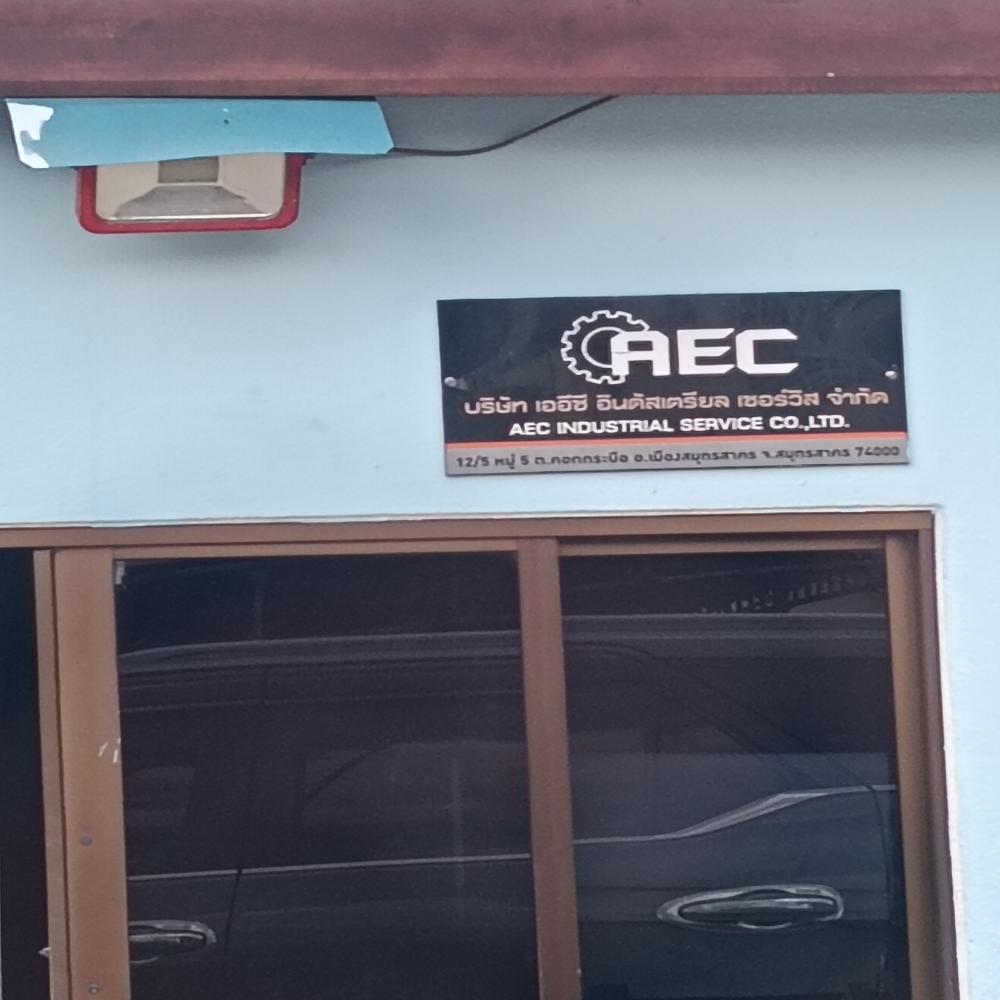 AEC
บริษัท เออีซี อินดัสเตรียล เซอร์วิส จำกัด
AEC INDUSTRIAL SERVICE CO.,LTD.
12/5 หมู่ 5 ต.คอกกระบือ อ.เมืองสมุทรสาคร จ.สมุทรสาคร 74000